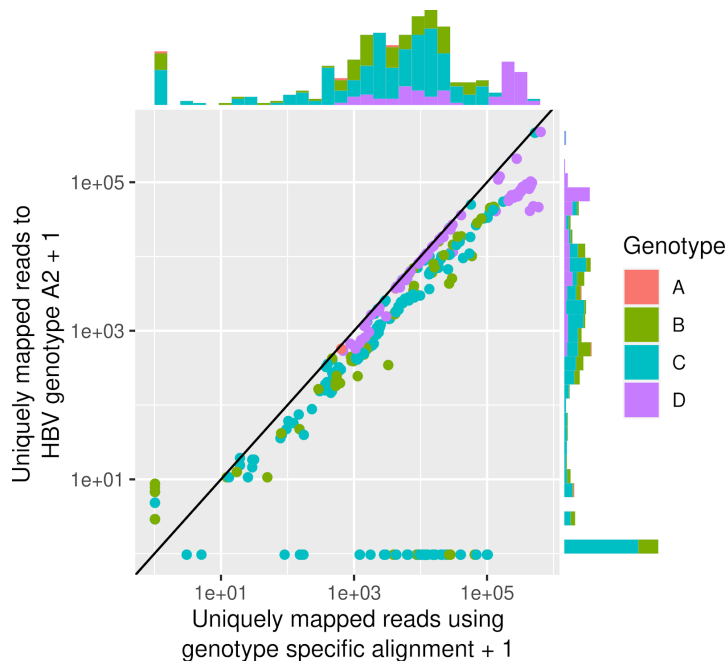 Uniquely mapped reads to
HBV genotype A2 + 1
1e+05
1e+03
1e+01
1e+01
1e+03
1e+05
Uniquely mapped reads using
genotype specific alignment + 1
Genotype
A
B
C
D